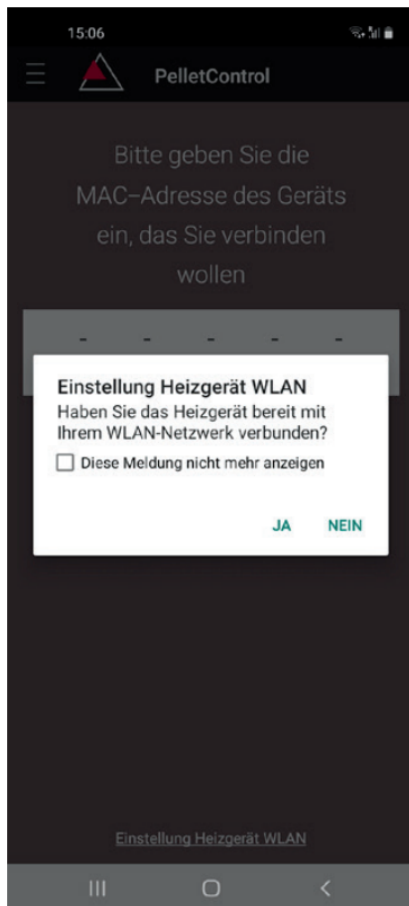 15:06
PelletControl
Bitte geben Sie die
MAC-Adresse des Geräts
ein, das Sie verbinden
wollen
- - - - -
Einstellung Heizgerät WLAN
Haben Sie das Heizgerät bereit mit
Ihrem WLAN-Netzwerk verbunden?
Diese Meldung nicht mehr anzeigen
JA NEIN
Einstellung Heizgerät WLAN